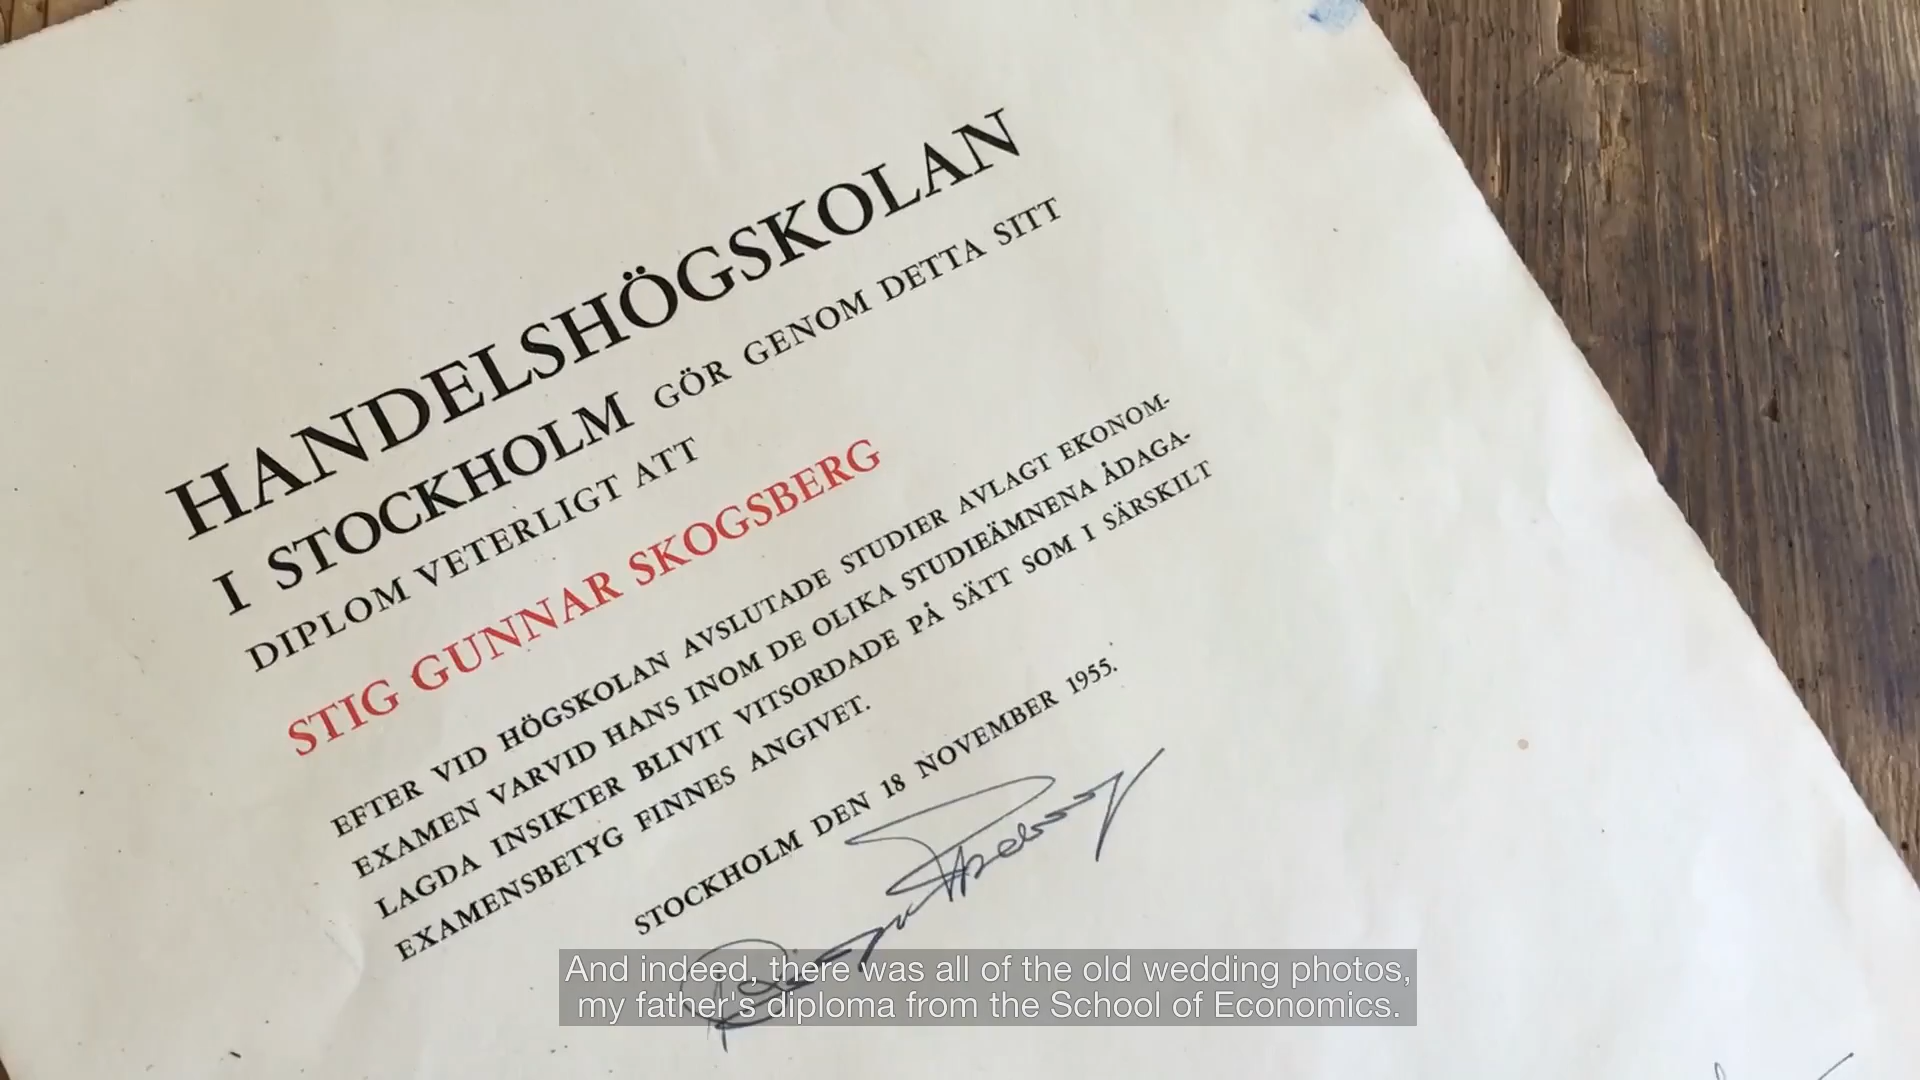 HANDELSHÖGSKOLAN
I STOCKHOLM GÖR GENOM DETTA SITT
DIPLOM VETERLIGT ATT
STIG GUNNAR SKOGSBERG
EFTER VID HÖGSKOLAN AVSLUTADE STUDIER AVLAGT EKONOM-
EXAMEN VARVID HANS INOM DE OLIKA STUDIEÄMNENA ÅDAGA-
LAGDA INSIKTER BLIVIT VITSORDADE PÅ SÄTT SOM I SÄRSKILT
EXAMENSBETYG FINNES ANGIVET.
STOCKHOLM DEN 18 NOVEMBER 1955.
And indeed, there was all of the old wedding photos,
my father's diploma from the School of Economics.